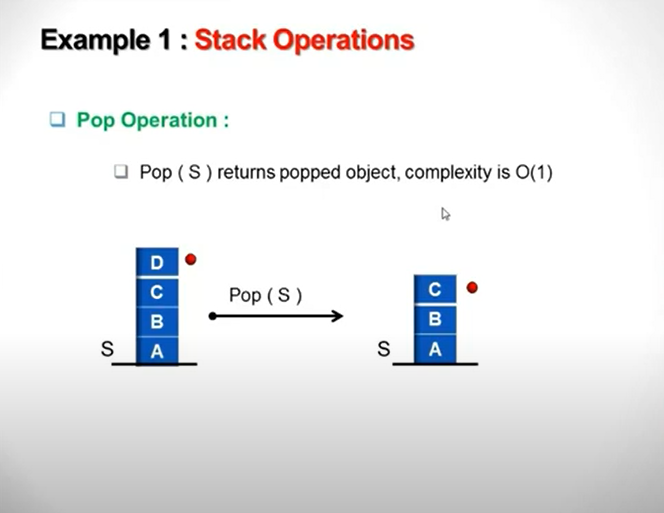 Example 1 : Stack Operations
Pop Operation :
Pop ( S ) returns popped object, complexity is O(1)
D
C
B
A
S
Pop ( S )
C
B
A
S